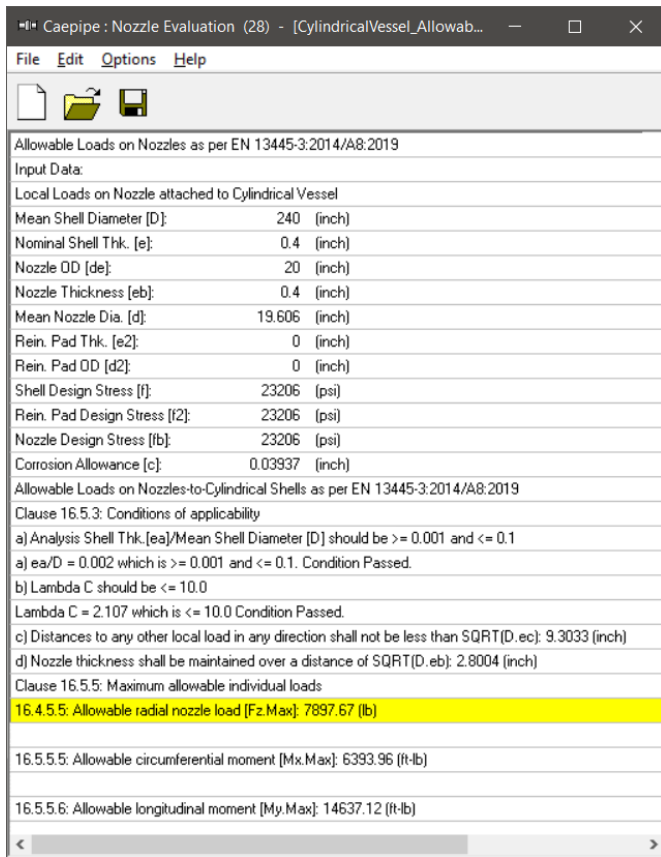 Caepipe : Nozzle Evaluation (28) - [CylindricalVessel_Allowab...
File Edit Options Help
Allowable Loads on Nozzles as per EN 13445-3:2014/A8:2019
Input Data:
Local Loads on Nozzle attached to Cylindrical Vessel
Mean Shell Diameter [D]: 240 (inch)
Nominal Shell Thk. [e]: 0.4 (inch)
Nozzle OD [de]: 20 (inch)
Nozzle Thickness [eb]: 0.4 (inch)
Mean Nozzle Dia. [d]: 19.606 (inch)
Rein. Pad Thk. [e2]: 0 (inch)
Rein. Pad OD [d2]: 0 (inch)
Shell Design Stress [f]: 23206 (psi)
Rein. Pad Design Stress [f2]: 23206 (psi)
Nozzle Design Stress [fb]: 23206 (psi)
Corrosion Allowance [c]: 0.03937 (inch)
Allowable Loads on Nozzles-to-Cylindrical Shells as per EN 13445-3:2014/A8:2019
Clause 16.5.3: Conditions of applicability
a) Analysis Shell Thk.[ea]/Mean Shell Diameter [D] should be >= 0.001 and <= 0.1
a) ea/D = 0.002 which is >= 0.001 and <= 0.1. Condition Passed.
b) Lambda C should be <= 10.0
Lambda C = 2.107 which is <= 10.0 Condition Passed.
c) Distances to any other local load in any direction shall not be less than SQRT(D.ec): 9.3033 (inch)
d) Nozzle thickness shall be maintained over a distance of SQRT(D.eb): 2.8004 (inch)
Clause 16.5.5: Maximum allowable individual loads
16.4.5.5: Allowable radial nozzle load [Fz.Max]: 7897.67 (lb)
16.5.5.5: Allowable circumferential moment [Mx.Max]: 6393.96 (ft-lb)
16.5.5.6: Allowable longitudinal moment [My.Max]: 14637.12 (ft-lb)